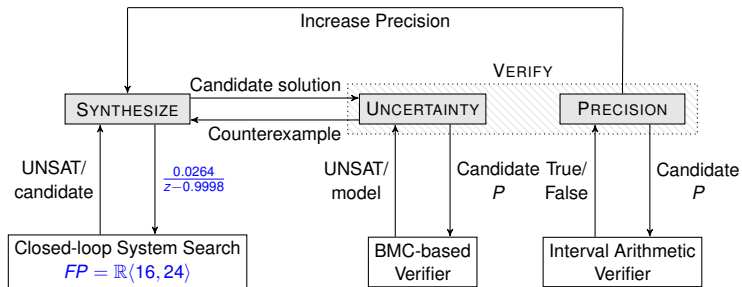 Increase Precision
VERIFY
Candidate solution
SYNTHESIZE
UNCERTAINTY
PRECISION
Counterexample
UNSAT/
candidate
0.0264
z−0.9998
UNSAT/
model
Candidate
P
True/
False
Candidate
P
Closed-loop System Search
FP = ℝ⟨16, 24⟩
BMC-based
Verifier
Interval Arithmetic
Verifier